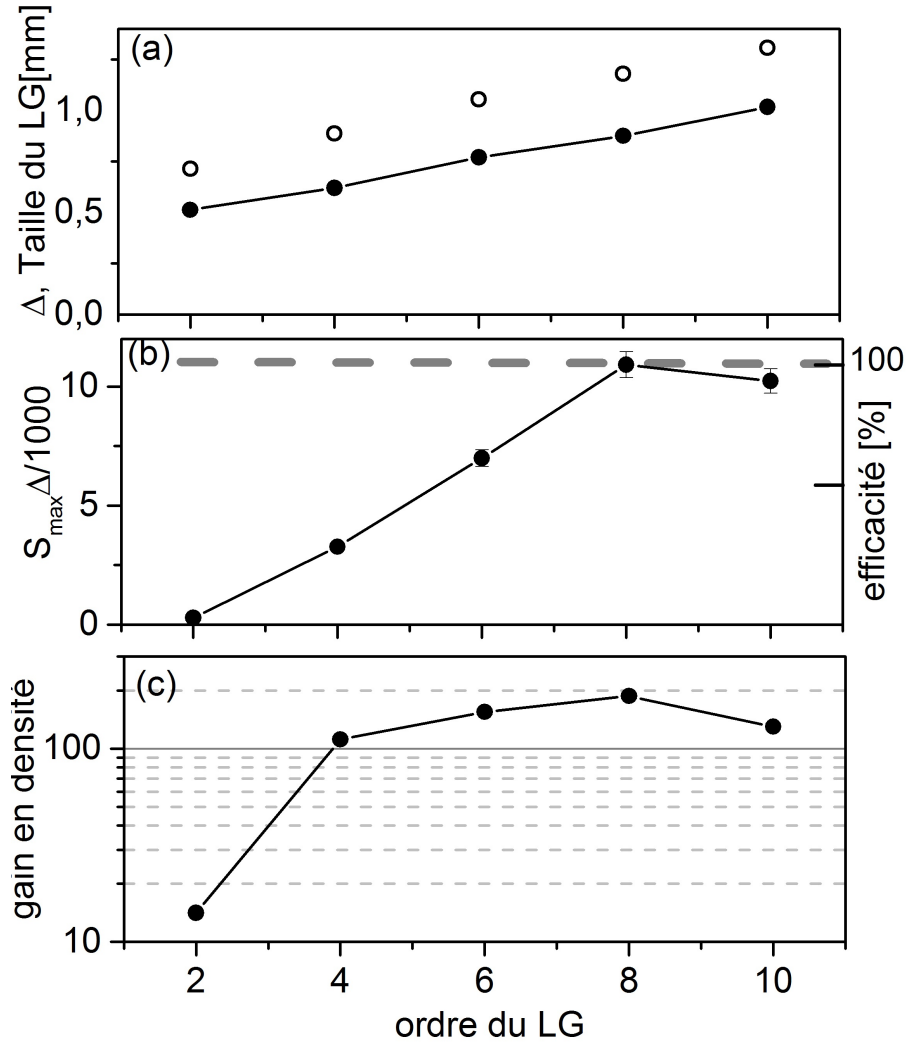 (a)
Δ, Taille du LG[mm]
1,0
0,5
0,0
(b)
S_maxΔ/1000
10
5
0
100
efficacité [%]
(c)
gain en densité
100
10
2 4 6 8 10
ordre du LG